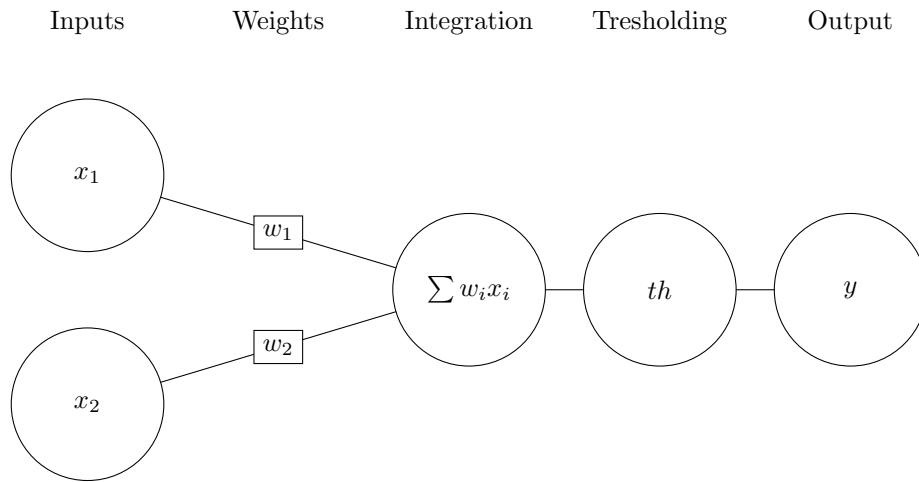 Inputs Weights Integration Tresholding Output
x₁
w₁
∑ wᵢxᵢ th y
w₂
x₂